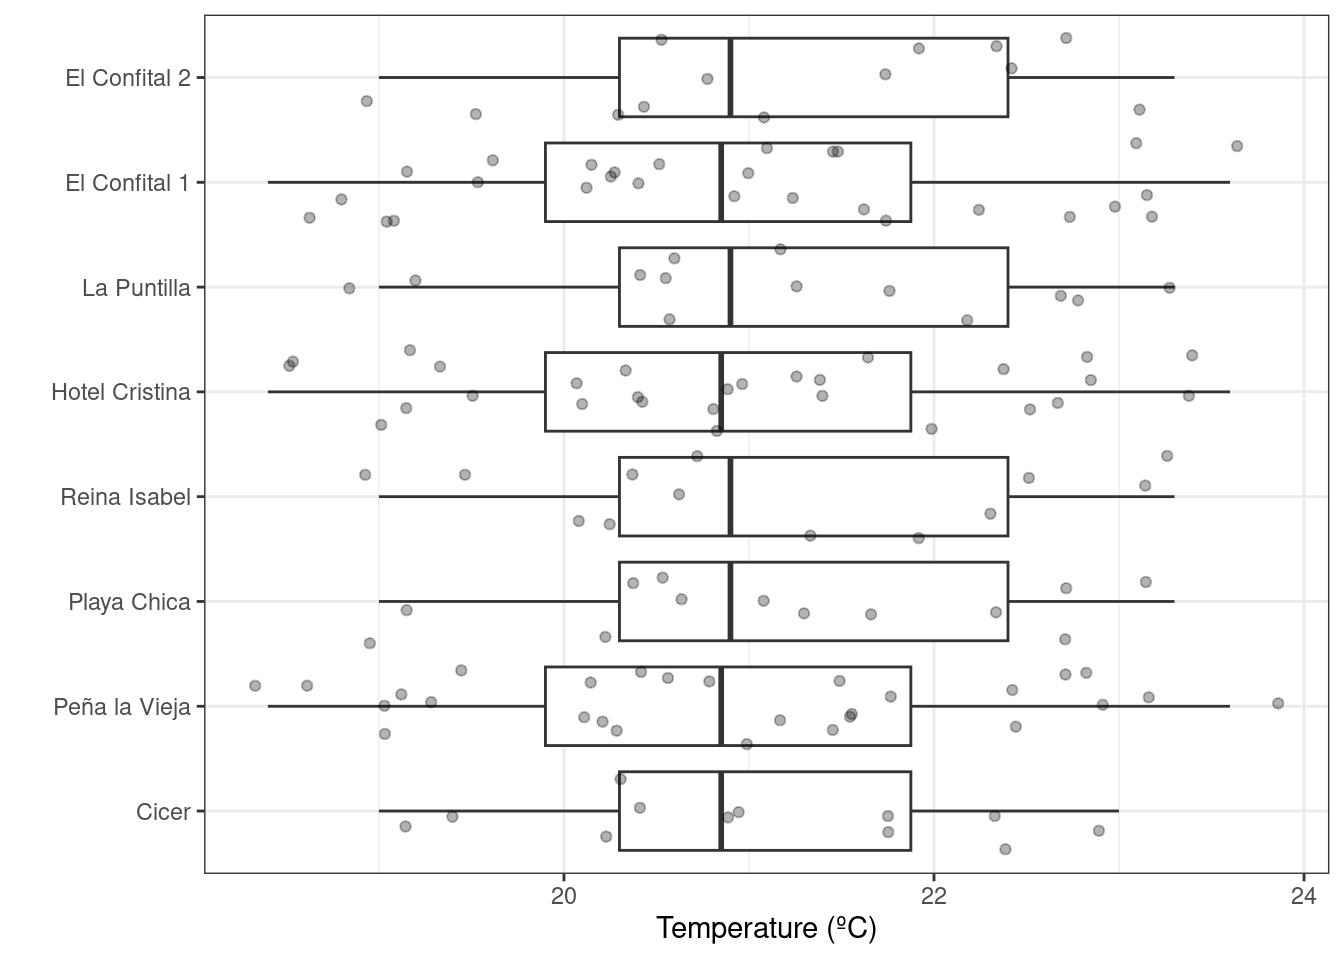 El Confital 2
El Confital 1
La Puntilla
Hotel Cristina
Reina Isabel
Playa Chica
Peña la Vieja
Cicer
20 22 24
Temperature (ºC)